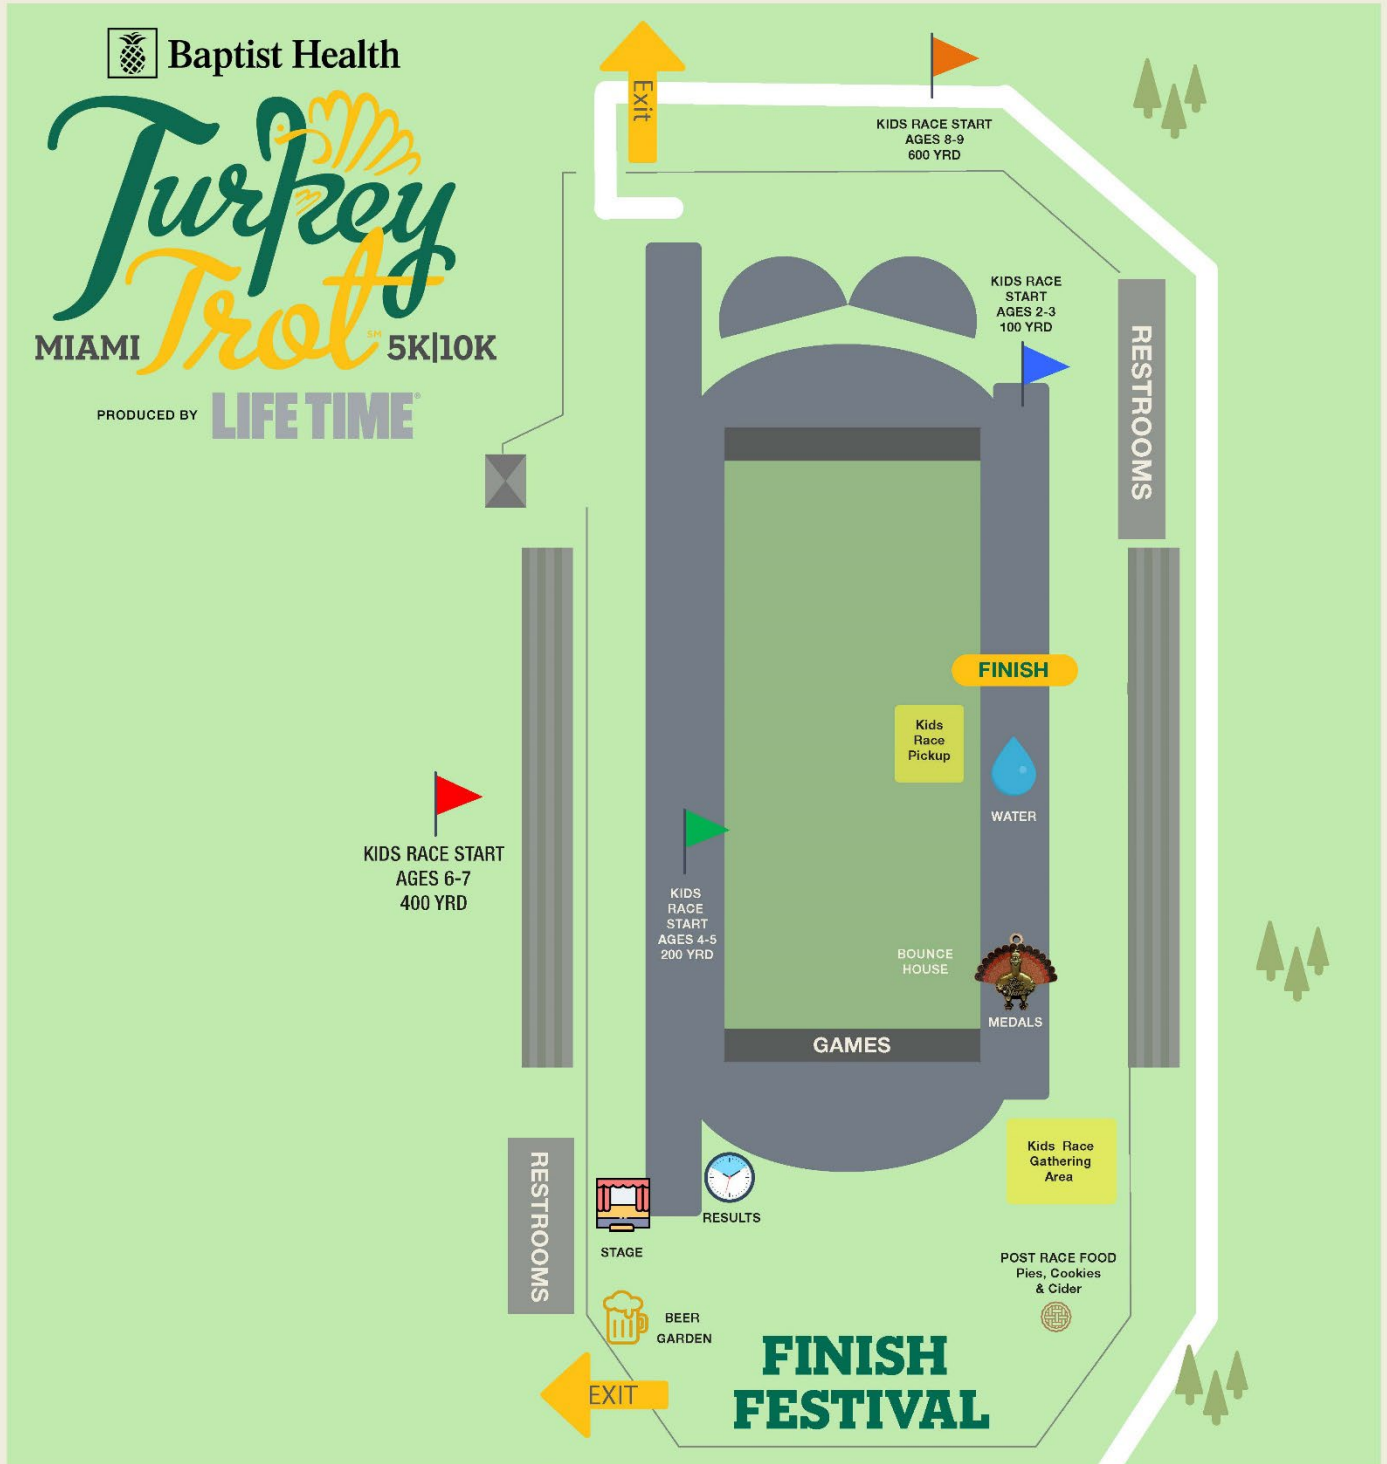 Baptist Health
Turkey
Trot
SM
MIAMI
5K|10K
PRODUCED BY LIFE TIME®
Exit
KIDS RACE START
AGES 8-9
600 YRD
KIDS RACE
START
AGES 2-3
100 YRD
RESTROOMS
FINISH
Kids
Race
Pickup
WATER
KIDS RACE START
AGES 6-7
400 YRD
KIDS
RACE
START
AGES 4-5
200 YRD
BOUNCE
HOUSE
MEDALS
GAMES
Kids Race
Gathering
Area
RESTROOMS
RESULTS
STAGE
POST RACE FOOD
Pies, Cookies
& Cider
BEER
GARDEN
EXIT
FINISH
FESTIVAL